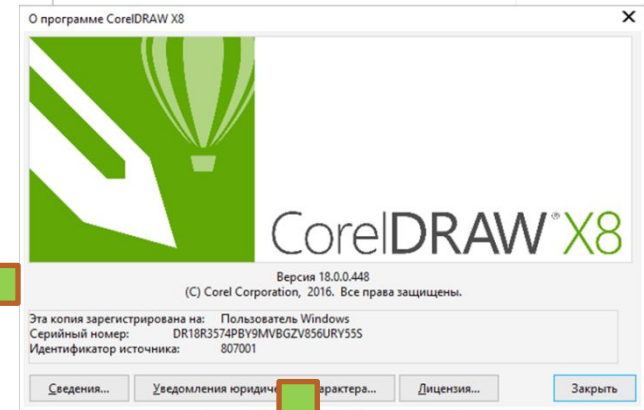 О программе CorelDRAW X8
CorelDRAW® X8
Версия 18.0.0.448
(C) Corel Corporation, 2016. Все права защищены.
Эта копия зарегистрирована на: Пользователь Windows
Серийный номер: DR18R3574PBY9MVBGZV856URY55S
Идентификатор источника: 807001
Сведения... Уведомления арактера... Лицензия... Закрыть